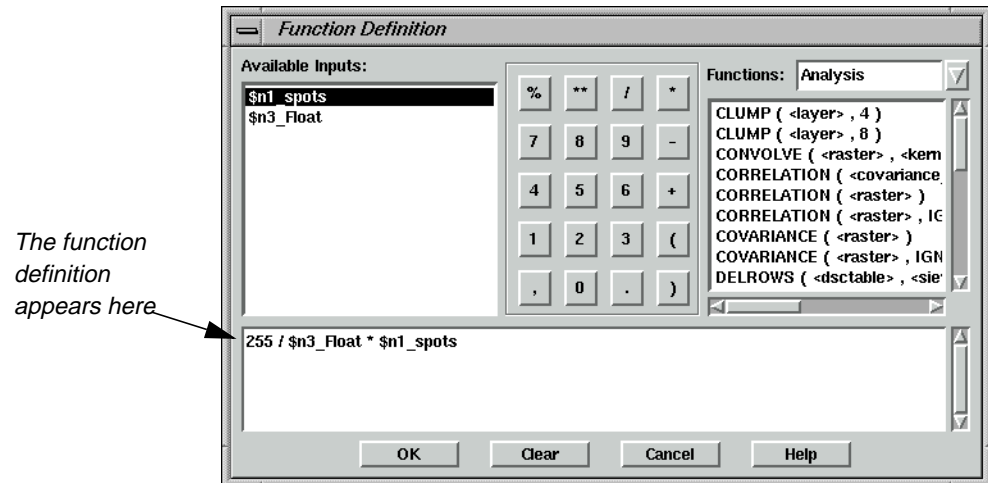 Function Definition
Available Inputs:
$n1_spots
$n3_Float
% ** / *
7 8 9 -
4 5 6 +
1 2 3 (
, 0 . )
Functions: Analysis
CLUMP ( <layer> , 4 )
CLUMP ( <layer> , 8 )
CONVOLVE ( <raster> , <kern
CORRELATION ( <covariance_
CORRELATION ( <raster> )
CORRELATION ( <raster> , IG
COVARIANCE ( <raster> )
COVARIANCE ( <raster> , IGN
DELROWS ( <dsctable> , <sie
The function
definition
appears here
255 / $n3_Float * $n1_spots
OK Clear Cancel Help